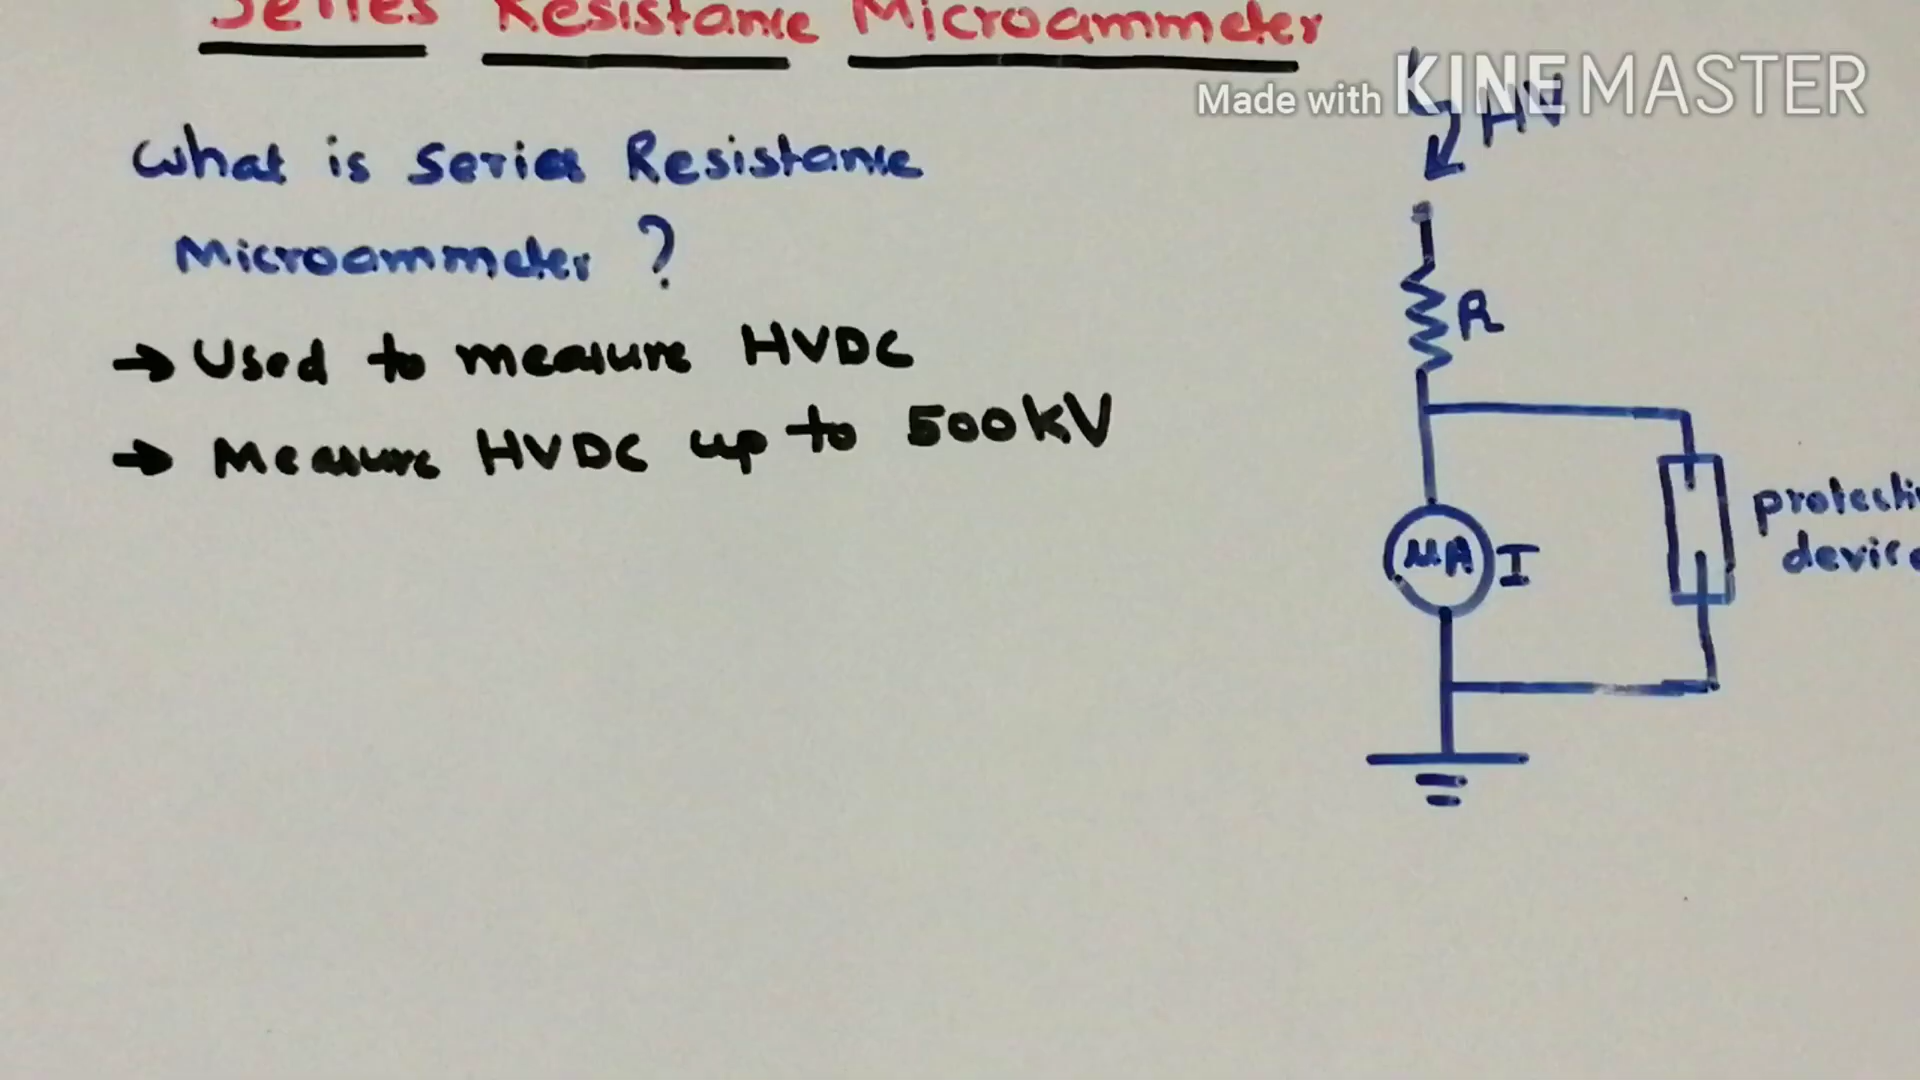 Series Resistance Microammeter
Made with KINEMASTER
HV
What is Series Resistance
Microammeter ?
R
→ Used to measure HVDC
→ Measure HVDC up to 500kV
protecti
device
μA I